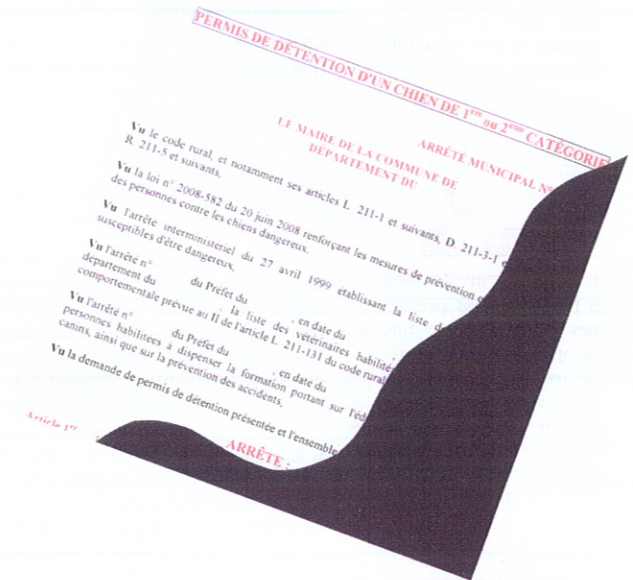 PERMIS DE DÉTENTION D'UN CHIEN DE 1ère ou 2ème CATÉGORIE
ARRÊTÉ MUNICIPAL N°
LE MAIRE DE LA COMMUNE DE
DÉPARTEMENT DU
Vu le code rural, et notamment ses articles L. 211-1 et suivants, D. 211-3-1 e
R. 211-5 et suivants,
Vu la loi n° 2008-582 du 20 juin 2008 renforçant les mesures de prévention e
des personnes contre les chiens dangereux,
Vu l'arrêté interministériel du 27 avril 1999 établissant la liste d
susceptibles d'être dangereux,
Vu l'arrêté n° du Préfet du , en date du
département du , la liste des vétérinaires habilités
comportementale prévue au II de l'article L. 211-131 du code rural
Vu l'arrêté n° du Préfet du , en date du
personnes habilitées à dispenser la formation portant sur l'éd
canins, ainsi que sur la prévention des accidents,
Vu la demande de permis de détention présentée et l'ensemble
ARRÊTE :
Article 1er